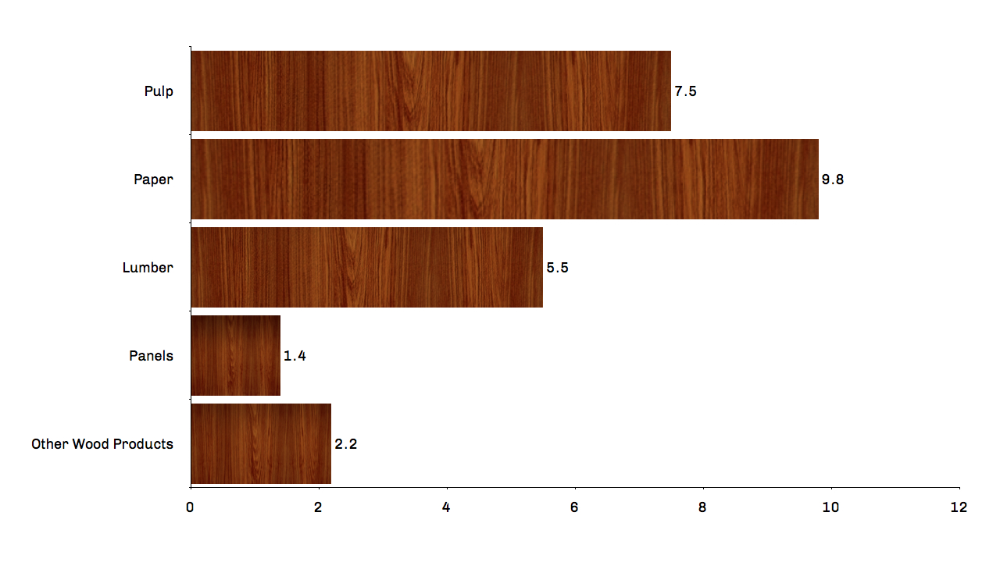 Pulp
7.5
Paper
9.8
Lumber
5.5
Panels
1.4
Other Wood Products
2.2
0 2 4 6 8 10 12